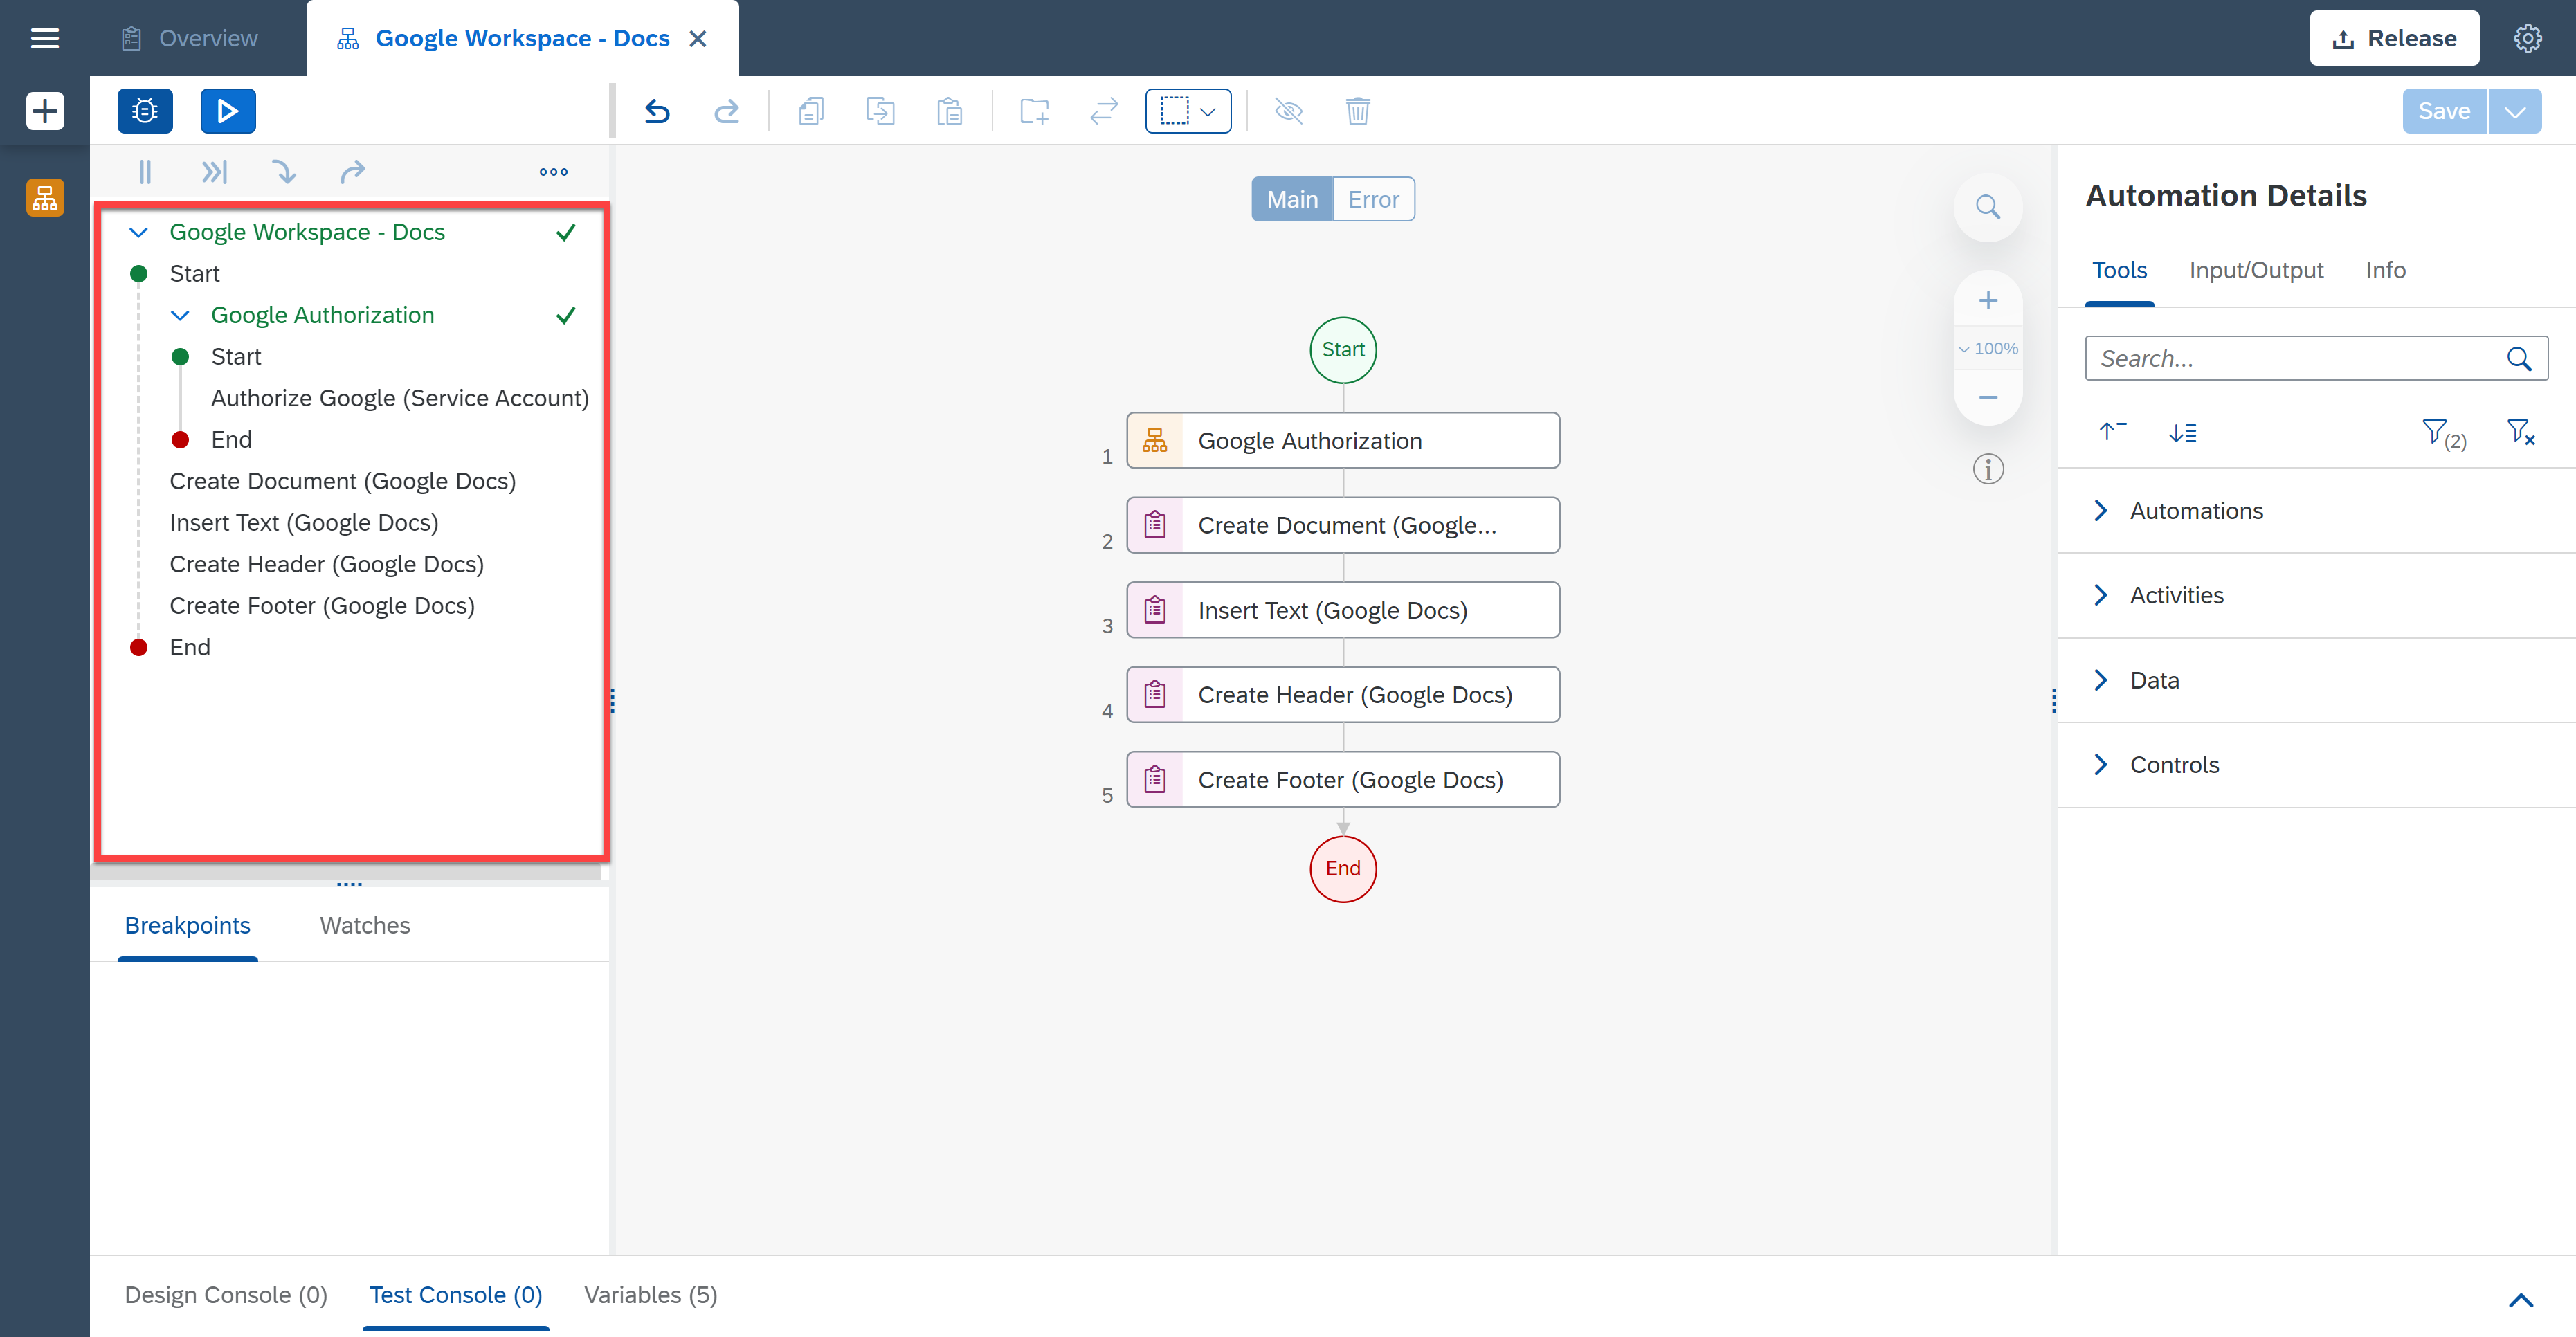 Overview
Google Workspace - Docs
Release
Save
Google Workspace - Docs
Start
Google Authorization
Start
Authorize Google (Service Account)
End
Create Document (Google Docs)
Insert Text (Google Docs)
Create Header (Google Docs)
Create Footer (Google Docs)
End
Breakpoints
Watches
Main
Error
Start
1
Google Authorization
2
Create Document (Google...
3
Insert Text (Google Docs)
4
Create Header (Google Docs)
5
Create Footer (Google Docs)
End
100%
Automation Details
Tools
Input/Output
Info
Search...
(2)
Automations
Activities
Data
Controls
Design Console (0)
Test Console (0)
Variables (5)